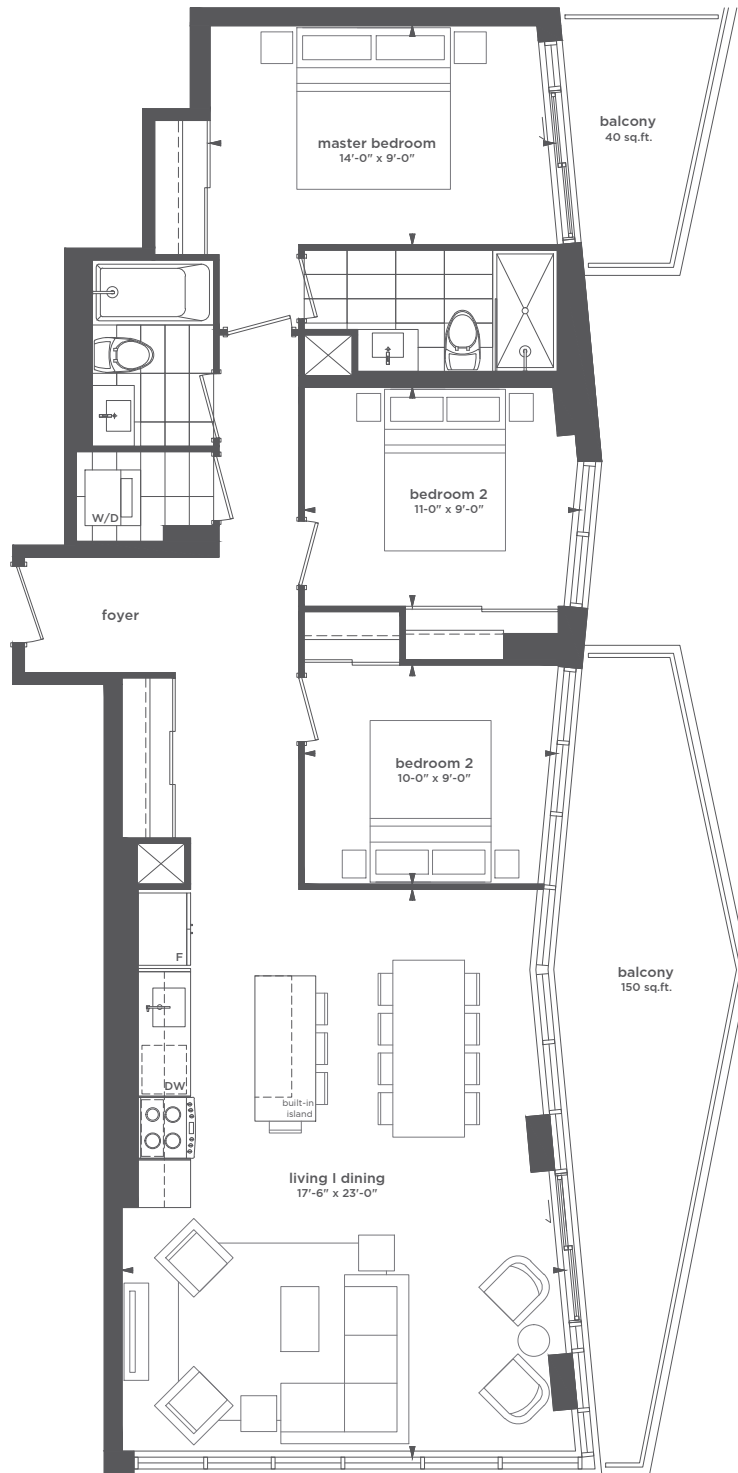 balcony
40 sq.ft.
master bedroom
14'-0" x 9'-0"
bedroom 2
11-0" x 9'-0"
W/D
foyer
bedroom 2
10-0" x 9'-0"
F
balcony
150 sq.ft.
DW
built-in
island
living I dining
17'-6" x 23'-0"